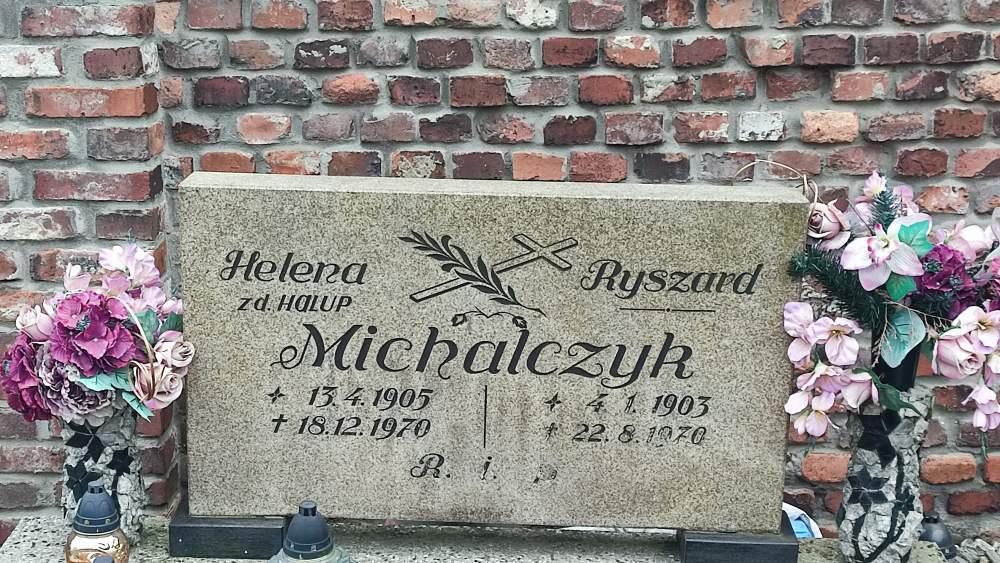 Helena Ryszard
zd. HALUP
Michalczyk
13.4.1905 4.1.1903
†18.12.1970 †22.8.1970
R. i. p